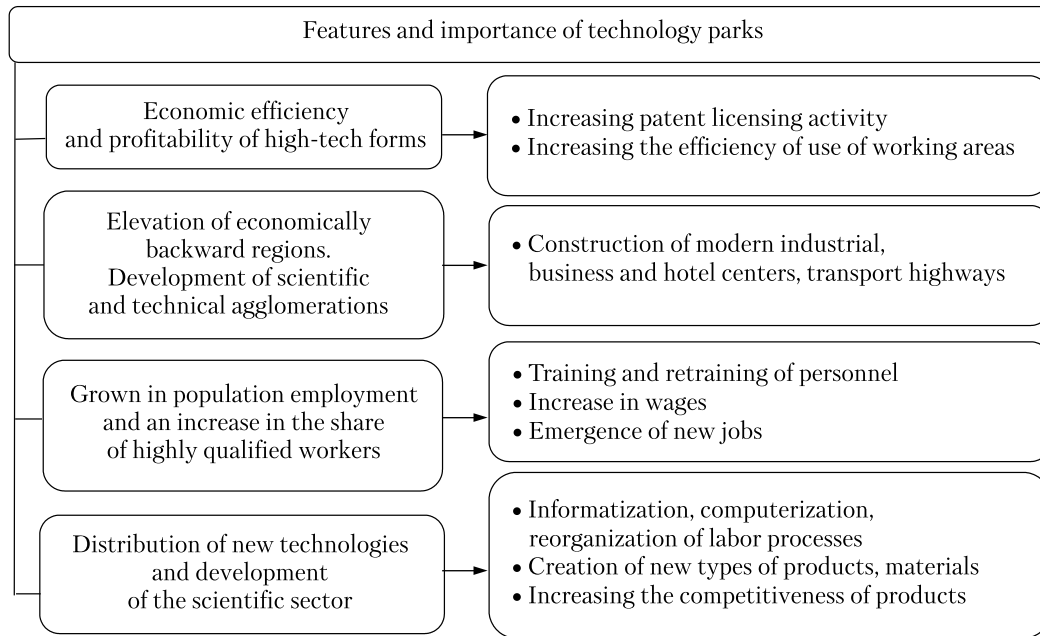 Features and importance of technology parks
Economic efficiency
and profitability of high-tech forms
• Increasing patent licensing activity
• Increasing the efficiency of use of working areas
Elevation of economically
backward regions.
Development of scientific
and technical agglomerations
• Construction of modern industrial,
business and hotel centers, transport highways
Grown in population employment
and an increase in the share
of highly qualified workers
• Training and retraining of personnel
• Increase in wages
• Emergence of new jobs
Distribution of new technologies
and development
of the scientific sector
• Informatization, computerization,
reorganization of labor processes
• Creation of new types of products, materials
• Increasing the competitiveness of products